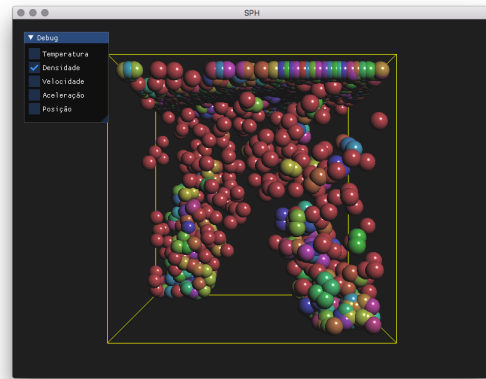 SPH
▼ Debug
Temperatura
Densidade
Velocidade
Aceleração
Posição